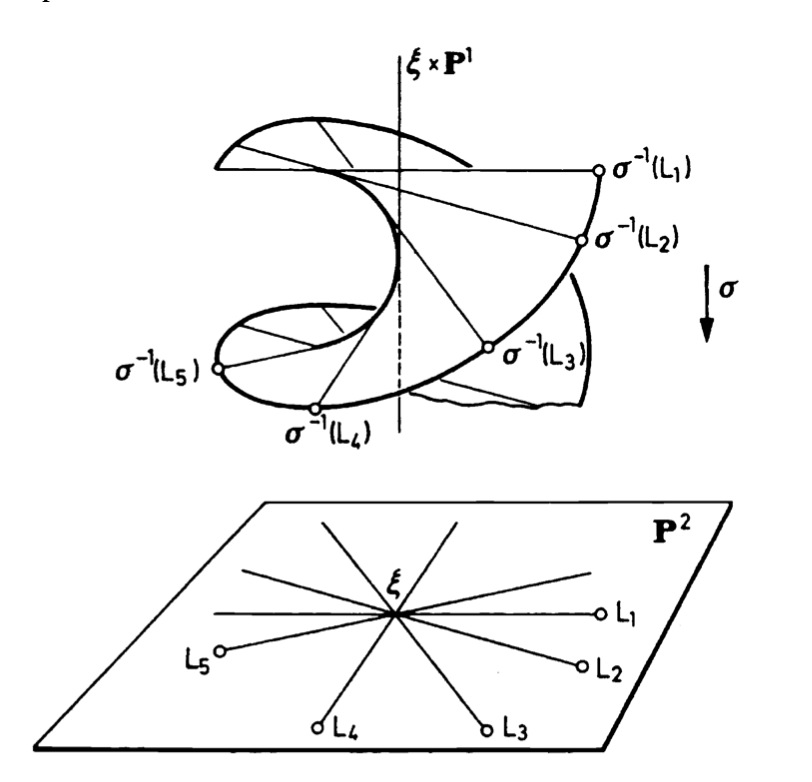 ξ × P¹
σ⁻¹(L₁)
σ⁻¹(L₂)
σ
σ⁻¹(L₃)
σ⁻¹(L₅)
σ⁻¹(L₄)
P²
ξ
L₁
L₅
L₂
L₄
L₃